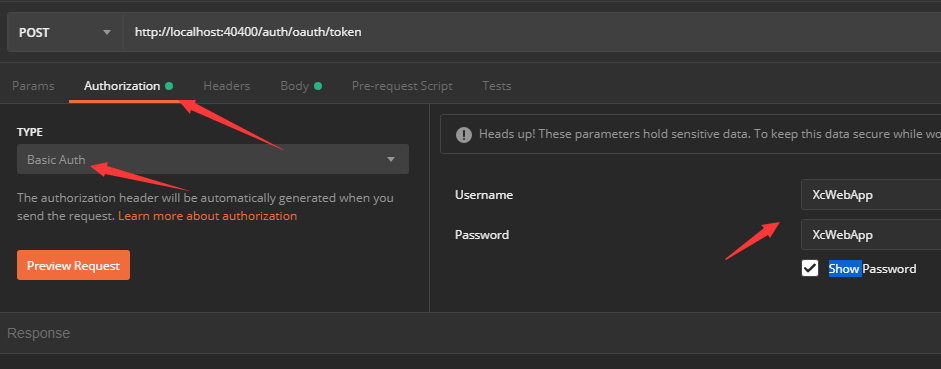 POST http://localhost:40400/auth/oauth/token
Params Authorization Headers Body Pre-request Script Tests
TYPE
Basic Auth
The authorization header will be automatically generated when you
send the request. Learn more about authorization
Preview Request
Heads up! These parameters hold sensitive data. To keep this data secure while wo
Username XcWebApp
Password XcWebApp
Show Password
Response